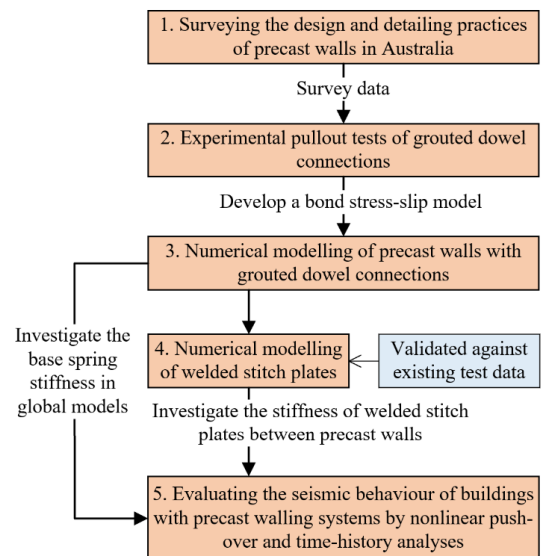 1. Surveying the design and detailing practices
of precast walls in Australia
Survey data
2. Experimental pullout tests of grouted dowel
connections
Develop a bond stress-slip model
3. Numerical modelling of precast walls with
grouted dowel connections
Investigate the
base spring
stiffness in
global models
4. Numerical modelling
of welded stitch plates
Validated against
existing test data
Investigate the stiffness of welded stitch
plates between precast walls
5. Evaluating the seismic behaviour of buildings
with precast walling systems by nonlinear push-
over and time-history analyses